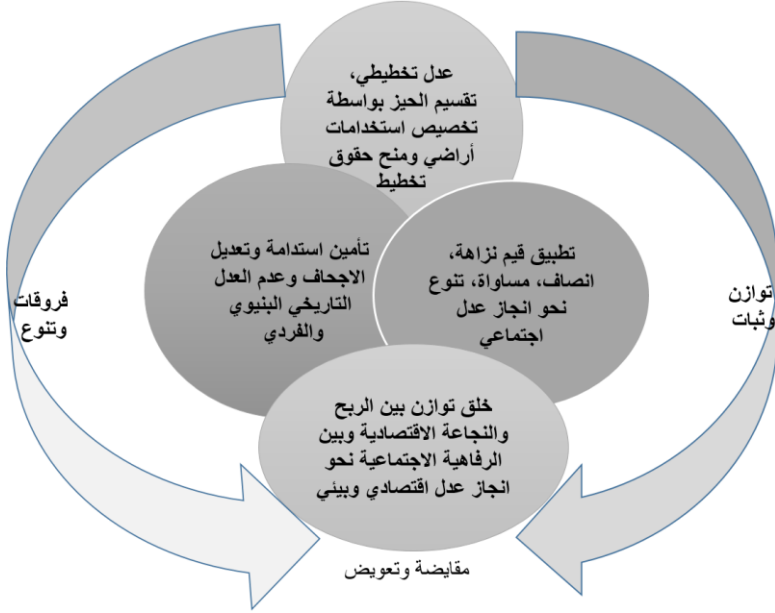 عدل تخطيطي،
تقسيم الحيز بواسطة
تخصيص استخدامات
أراضي ومنح حقوق
تخطيط
تطبيق قيم نزاهة،
انصاف، مساواة، تنوع
نحو انجاز عدل
اجتماعي
تأمين استدامة وتعديل
الاجحاف وعدم العدل
التاريخي البنيوي
والفردي
توازن
وثبات
فروقات
وتنوع
خلق توازن بين الربح
والنجاعة الاقتصادية وبين
الرفاهية الاجتماعية نحو
انجاز عدل اقتصادي وبيئي
مقايضة وتعويض